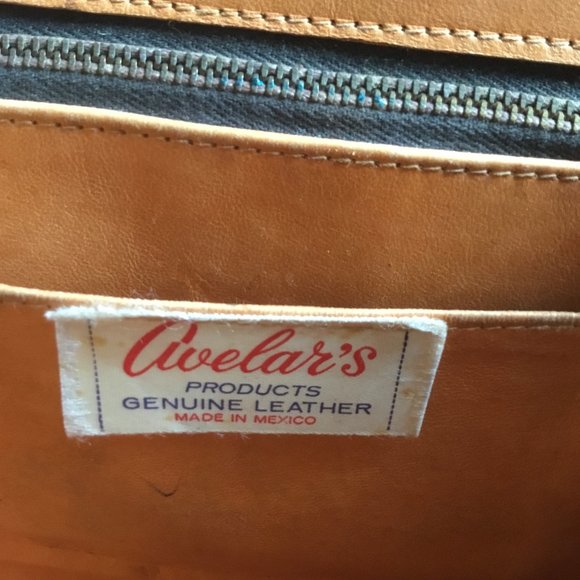 Avelar's
PRODUCTS
GENUINE LEATHER
MADE IN MEXICO